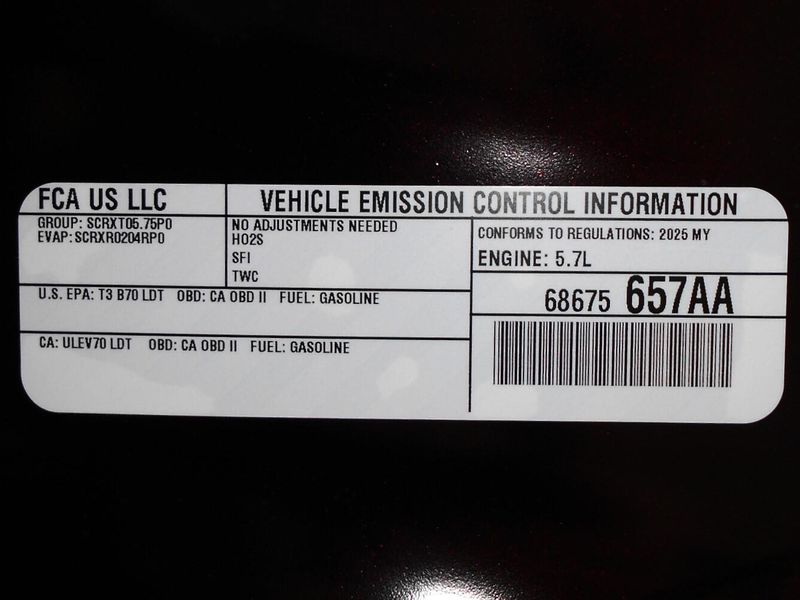 FCA US LLC
VEHICLE EMISSION CONTROL INFORMATION
GROUP: SCRXT05.75P0
EVAP: SCRXR0204RP0
NO ADJUSTMENTS NEEDED
HO2S
SFI
TWC
CONFORMS TO REGULATIONS: 2025 MY
ENGINE: 5.7L
U.S. EPA: T3 B70 LDT OBD: CA OBD II FUEL: GASOLINE
68675 657AA
CA: ULEV70 LDT OBD: CA OBD II FUEL: GASOLINE